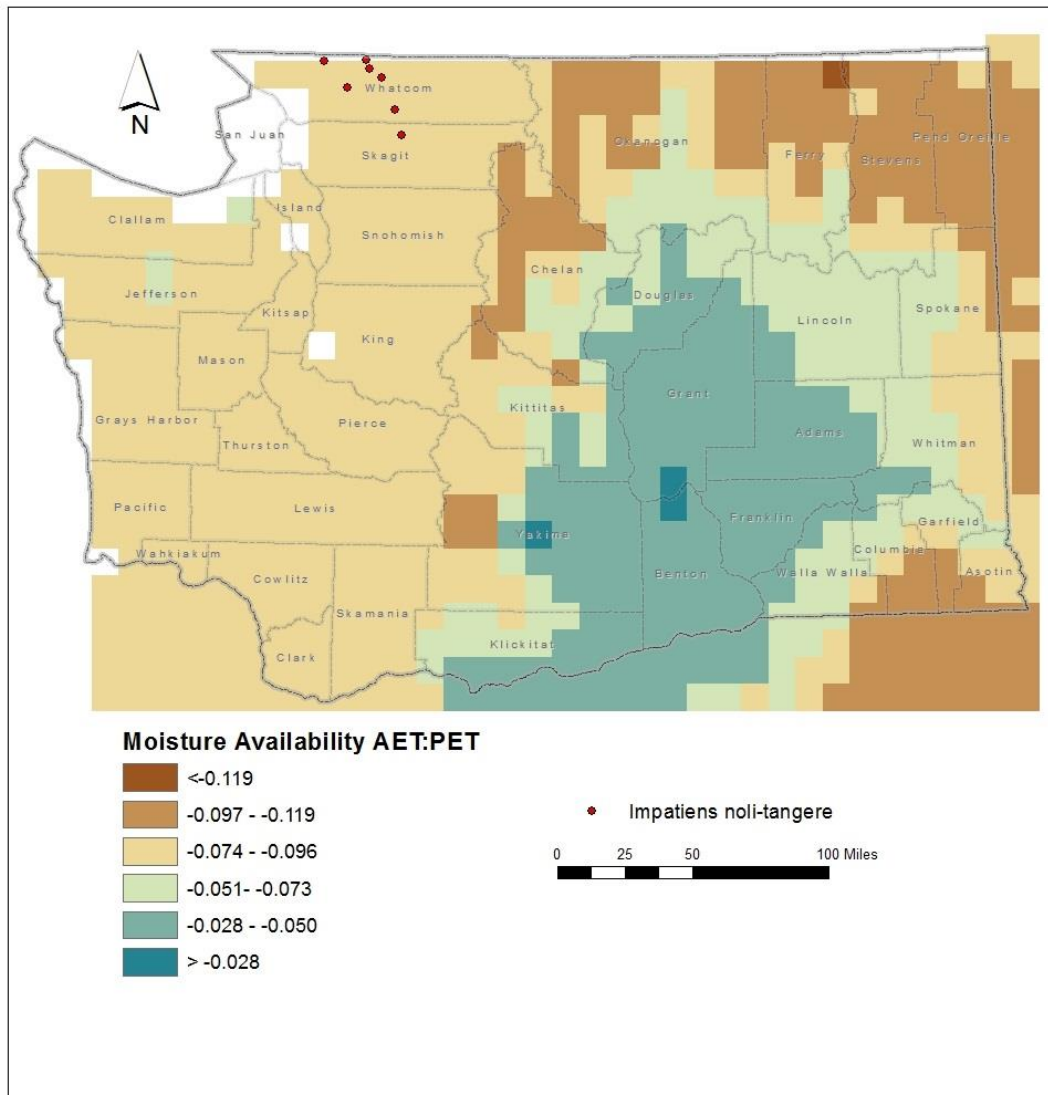 N
Whatcom
San Juan
Skagit
Okanogan
Ferry
Stevens
Pend Oreille
Clallam
Island
Snohomish
Chelan
Jefferson
Kitsap
King
Douglas
Lincoln
Spokane
Mason
Grays Harbor
Thurston
Pierce
Kittitas
Grant
Adams
Whitman
Pacific
Lewis
Wahkiakum
Yakima
Franklin
Garfield
Columbia
Asotin
Cowlitz
Skamania
Benton
Walla Walla
Clark
Klickitat
Moisture Availability AET:PET
<-0.119
-0.097 - -0.119
-0.074 - -0.096
-0.051- -0.073
-0.028 - -0.050
> -0.028
Impatiens noli-tangere
0 25 50 100 Miles